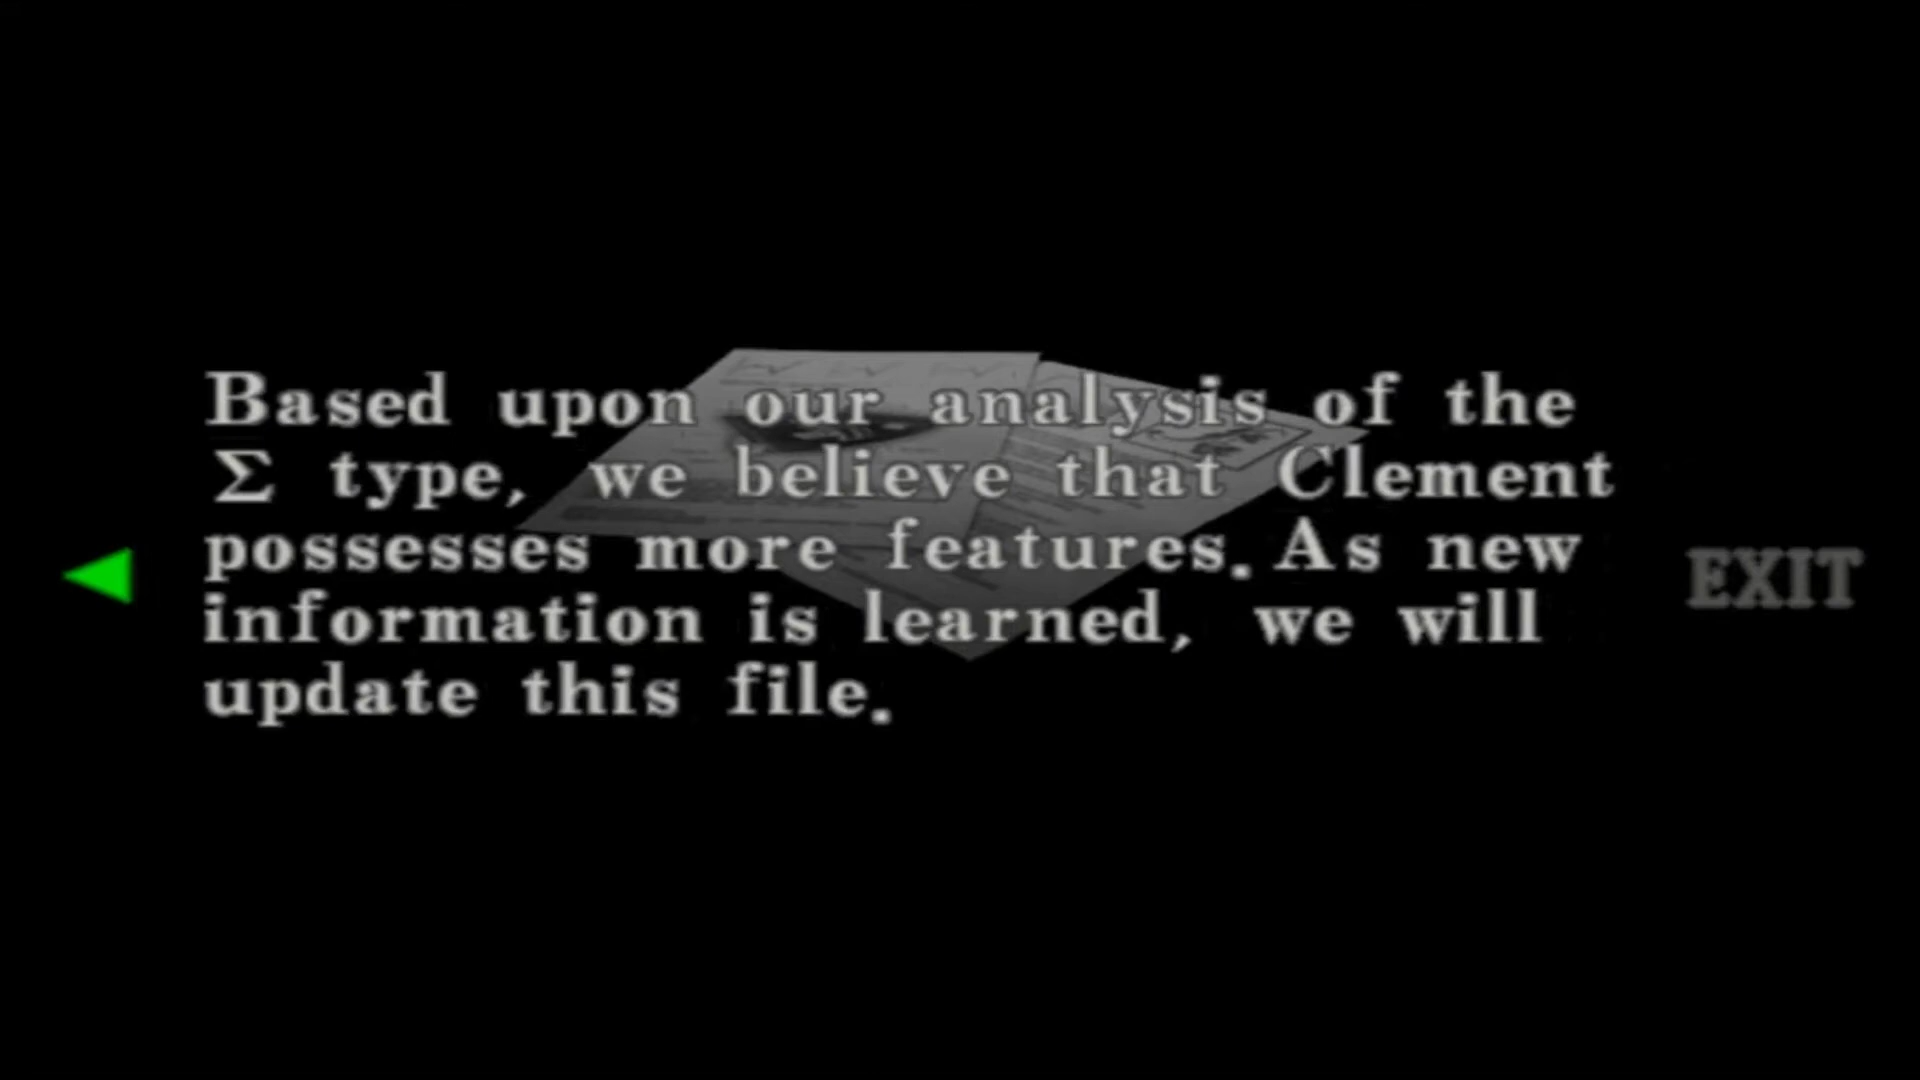 Based upon our analysis of the
Σ type, we believe that Clement
possesses more features. As new
information is learned, we will
update this file.
EXIT